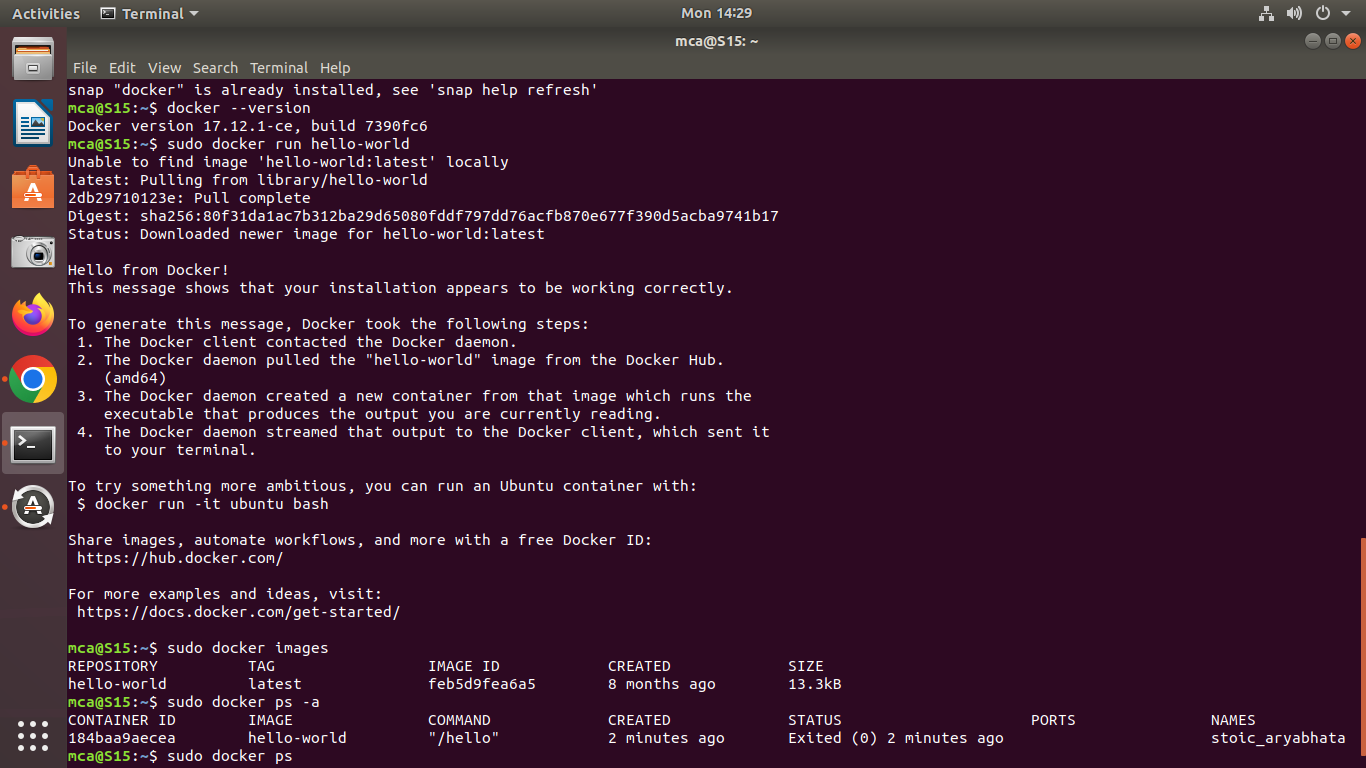 Activities Terminal Mon 14:29
mca@S15: ~
File Edit View Search Terminal Help
snap "docker" is already installed, see 'snap help refresh'
mca@S15:~$ docker --version
Docker version 17.12.1-ce, build 7390fc6
mca@S15:~$ sudo docker run hello-world
Unable to find image 'hello-world:latest' locally
latest: Pulling from library/hello-world
2db29710123e: Pull complete
Digest: sha256:80f31da1ac7b312ba29d65080fddf797dd76acfb870e677f390d5acba9741b17
Status: Downloaded newer image for hello-world:latest

Hello from Docker!
This message shows that your installation appears to be working correctly.

To generate this message, Docker took the following steps:
 1. The Docker client contacted the Docker daemon.
 2. The Docker daemon pulled the "hello-world" image from the Docker Hub.
    (amd64)
 3. The Docker daemon created a new container from that image which runs the
    executable that produces the output you are currently reading.
 4. The Docker daemon streamed that output to the Docker client, which sent it
    to your terminal.

To try something more ambitious, you can run an Ubuntu container with:
 $ docker run -it ubuntu bash

Share images, automate workflows, and more with a free Docker ID:
 https://hub.docker.com/

For more examples and ideas, visit:
 https://docs.docker.com/get-started/

mca@S15:~$ sudo docker images
REPOSITORY          TAG                 IMAGE ID            CREATED             SIZE
hello-world         latest              feb5d9fea6a5        8 months ago        13.3kB
mca@S15:~$ sudo docker ps -a
CONTAINER ID        IMAGE               COMMAND             CREATED             STATUS                     PORTS               NAMES
184baa9aecea        hello-world         "/hello"            2 minutes ago       Exited (0) 2 minutes ago                       stoic_aryabhata
mca@S15:~$ sudo docker ps